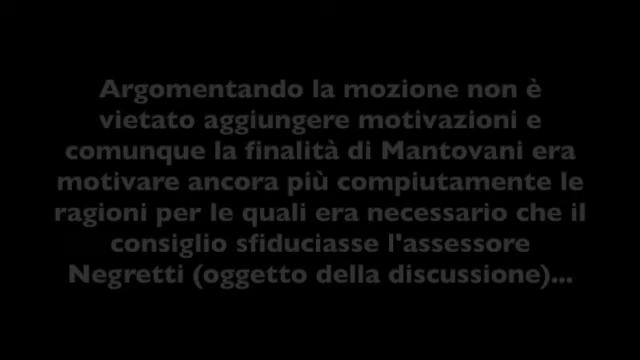 Argomentando la mozione non è
vietato aggiungere motivazioni e
comunque la finalità di Mantovani era
motivare ancora più compiutamente le
ragioni per le quali era necessario che il
consiglio sfiduciasse l'assessore
Negretti (oggetto della discussione)...